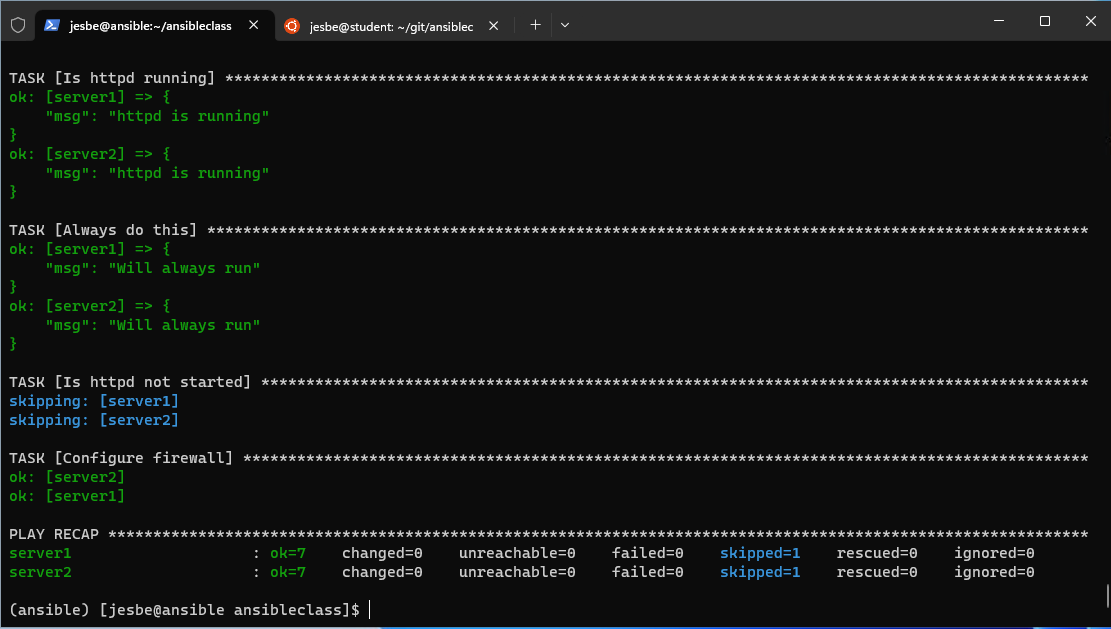 jesbe@ansible:~/ansibleclass
jesbe@student: ~/git/ansiblec
TASK [Is httpd running] ************************************************************************************************
ok: [server1] => {
    "msg": "httpd is running"
}
ok: [server2] => {
    "msg": "httpd is running"
}
TASK [Always do this] **************************************************************************************************
ok: [server1] => {
    "msg": "Will always run"
}
ok: [server2] => {
    "msg": "Will always run"
}
TASK [Is httpd not started] ********************************************************************************************
skipping: [server1]
skipping: [server2]
TASK [Configure firewall] **********************************************************************************************
ok: [server2]
ok: [server1]
PLAY RECAP *************************************************************************************************************
server1                    : ok=7    changed=0    unreachable=0    failed=0    skipped=1    rescued=0    ignored=0
server2                    : ok=7    changed=0    unreachable=0    failed=0    skipped=1    rescued=0    ignored=0
(ansible) [jesbe@ansible ansibleclass]$